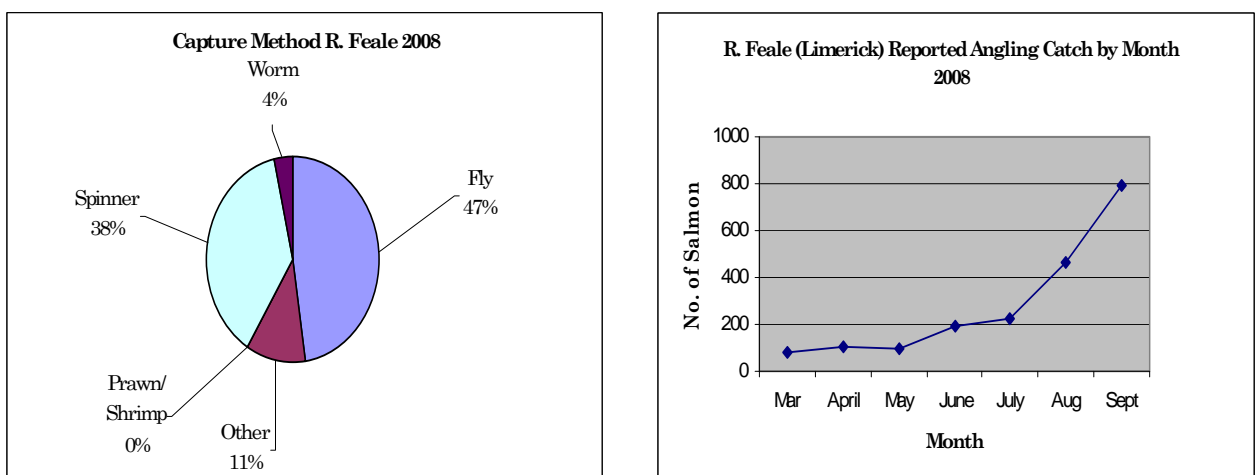 Capture Method R. Feale 2008
Worm
4%
Fly
47%
Spinner
38%
Prawn/
Shrimp
0%
Other
11%
R. Feale (Limerick) Reported Angling Catch by Month
2008
No. of Salmon
1000
800
600
400
200
0
Mar April May June July Aug Sept
Month